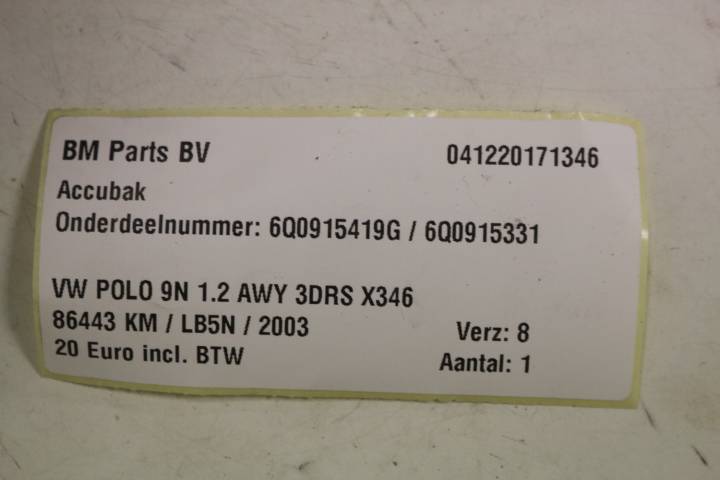 BM Parts BV 041220171346
Accubak
Onderdeelnummer: 6Q0915419G / 6Q0915331
VW POLO 9N 1.2 AWY 3DRS X346
86443 KM / LB5N / 2003 Verz: 8
20 Euro incl. BTW Aantal: 1